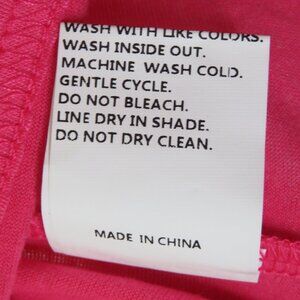 WASH WITH LIKE COLORS.
WASH INSIDE OUT.
MACHINE WASH COLD.
GENTLE CYCLE.
DO NOT BLEACH.
LINE DRY IN SHADE.
DO NOT DRY CLEAN.
MADE IN CHINA